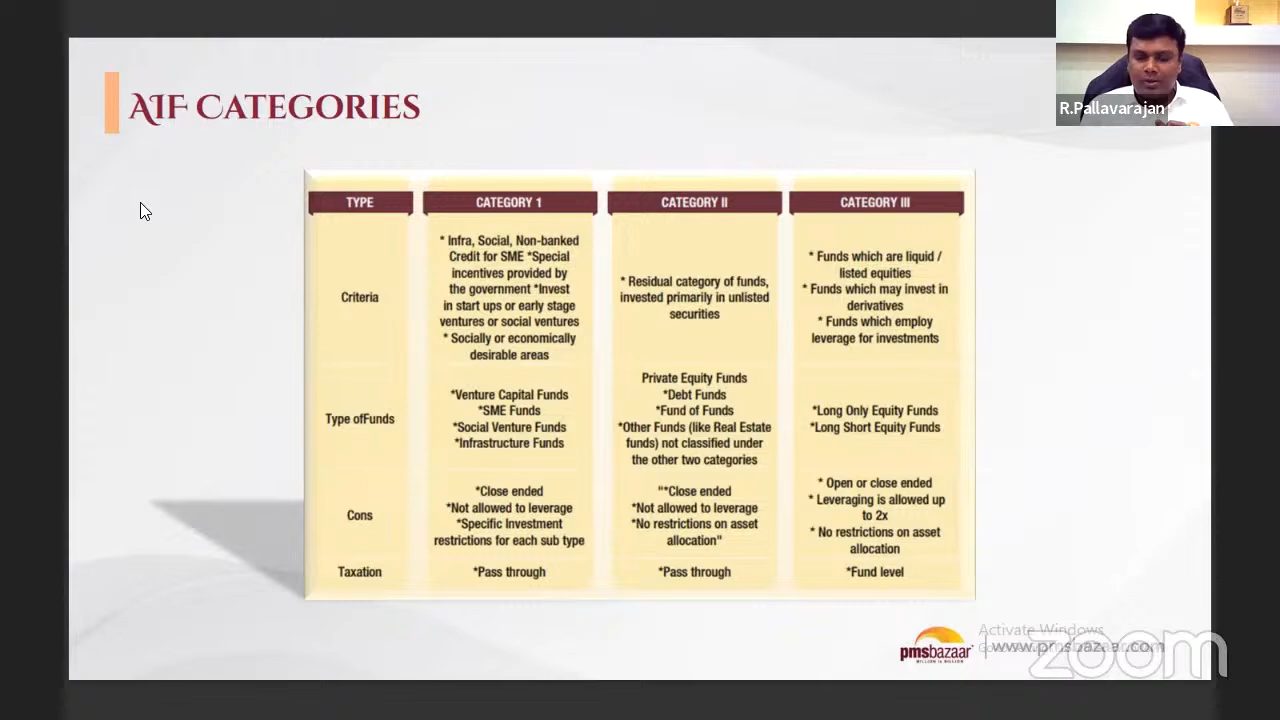 R.Pallavarajan
AIF CATEGORIES
TYPE
CATEGORY 1
CATEGORY II
CATEGORY III
Criteria
* Infra, Social, Non-banked
Credit for SME *Special
incentives provided by
the government *Invest
in start ups or early stage
ventures or social ventures
* Socially or economically
desirable areas
* Residual category of funds,
invested primarily in unlisted
securities
* Funds which are liquid /
listed equities
* Funds which may invest in
derivatives
* Funds which employ
leverage for investments
Type ofFunds
*Venture Capital Funds
*SME Funds
*Social Venture Funds
*Infrastructure Funds
Private Equity Funds
*Debt Funds
*Fund of Funds
*Other Funds (like Real Estate
funds) not classified under
the other two categories
*Long Only Equity Funds
*Long Short Equity Funds
Cons
*Close ended
*Not allowed to leverage
*Specific Investment
restrictions for each sub type
"*Close ended
*Not allowed to leverage
*No restrictions on asset
allocation"
* Open or close ended
* Leveraging is allowed up
to 2x
* No restrictions on asset
allocation
Taxation
*Pass through
*Pass through
*Fund level
Activate Windows
pmsbazaar
MILLION to BILLION
www.pmsbazaar.com
zoom